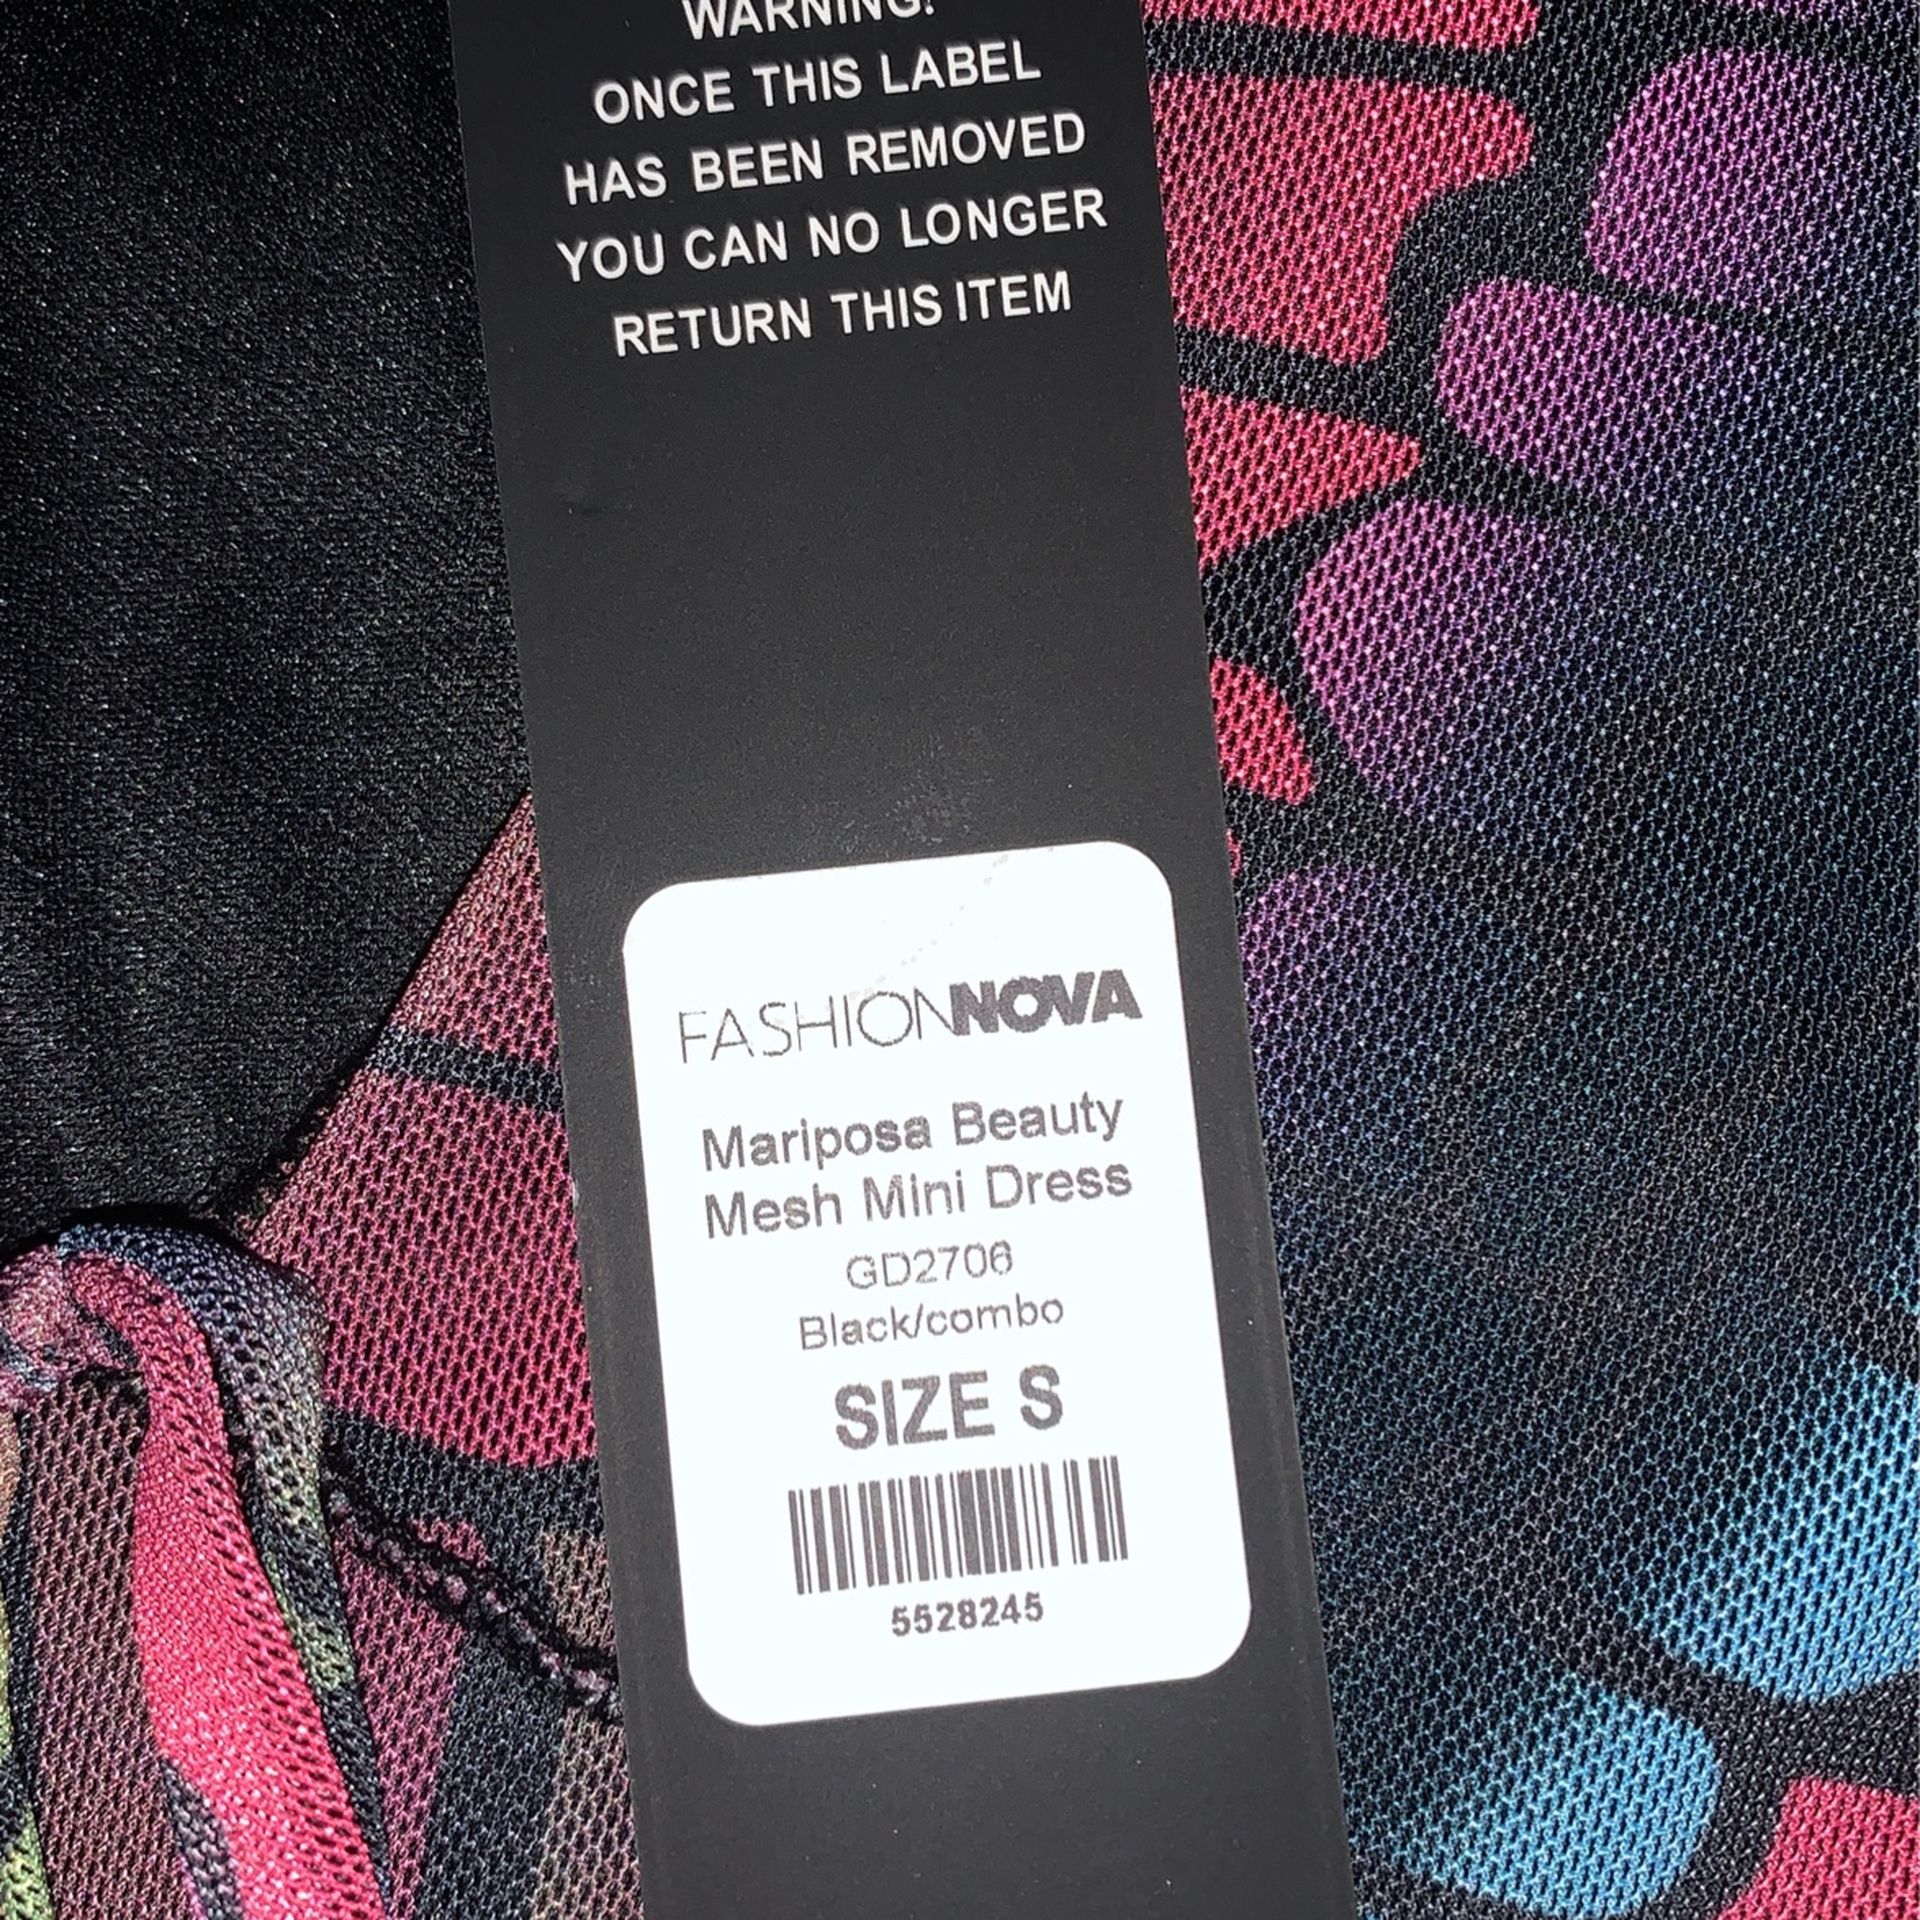 WARNING!
ONCE THIS LABEL
HAS BEEN REMOVED
YOU CAN NO LONGER
RETURN THIS ITEM
FASHIONNOVA
Mariposa Beauty
Mesh Mini Dress
GD2706
Black/combo
SIZE S
5528245